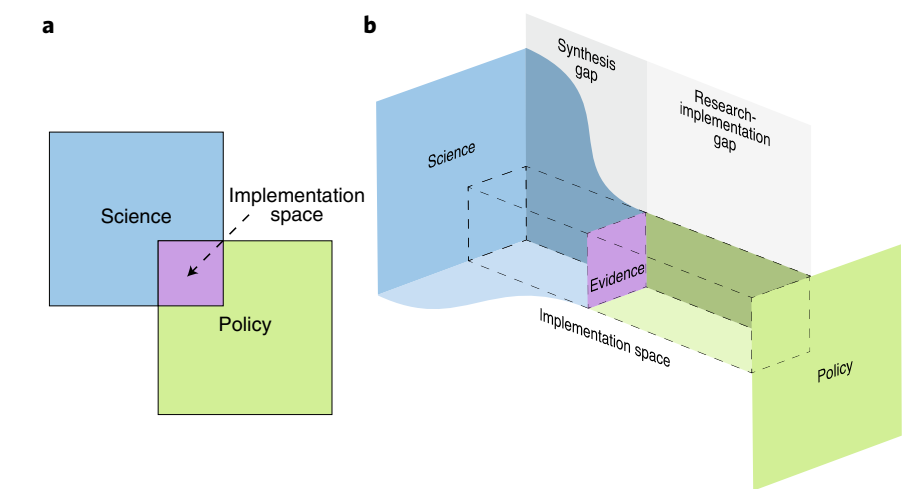 a
Science
Implementation
space
Policy
b
Synthesis
gap
Research-
implementation
gap
Science
Evidence
Implementation space
Policy